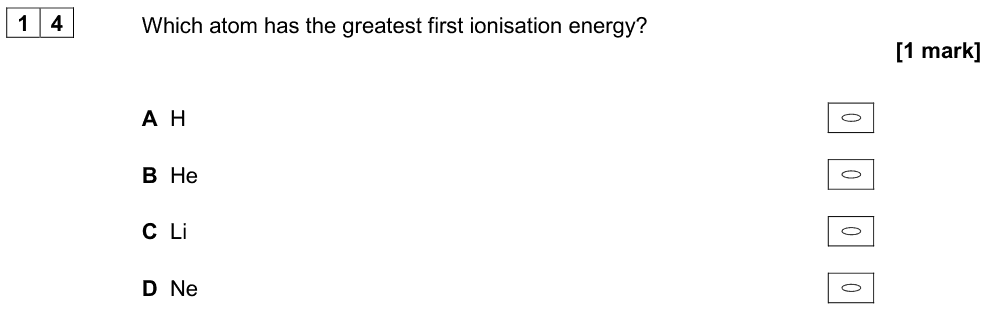 1 4 Which atom has the greatest first ionisation energy?
[1 mark]
A H
B He
C Li
D Ne